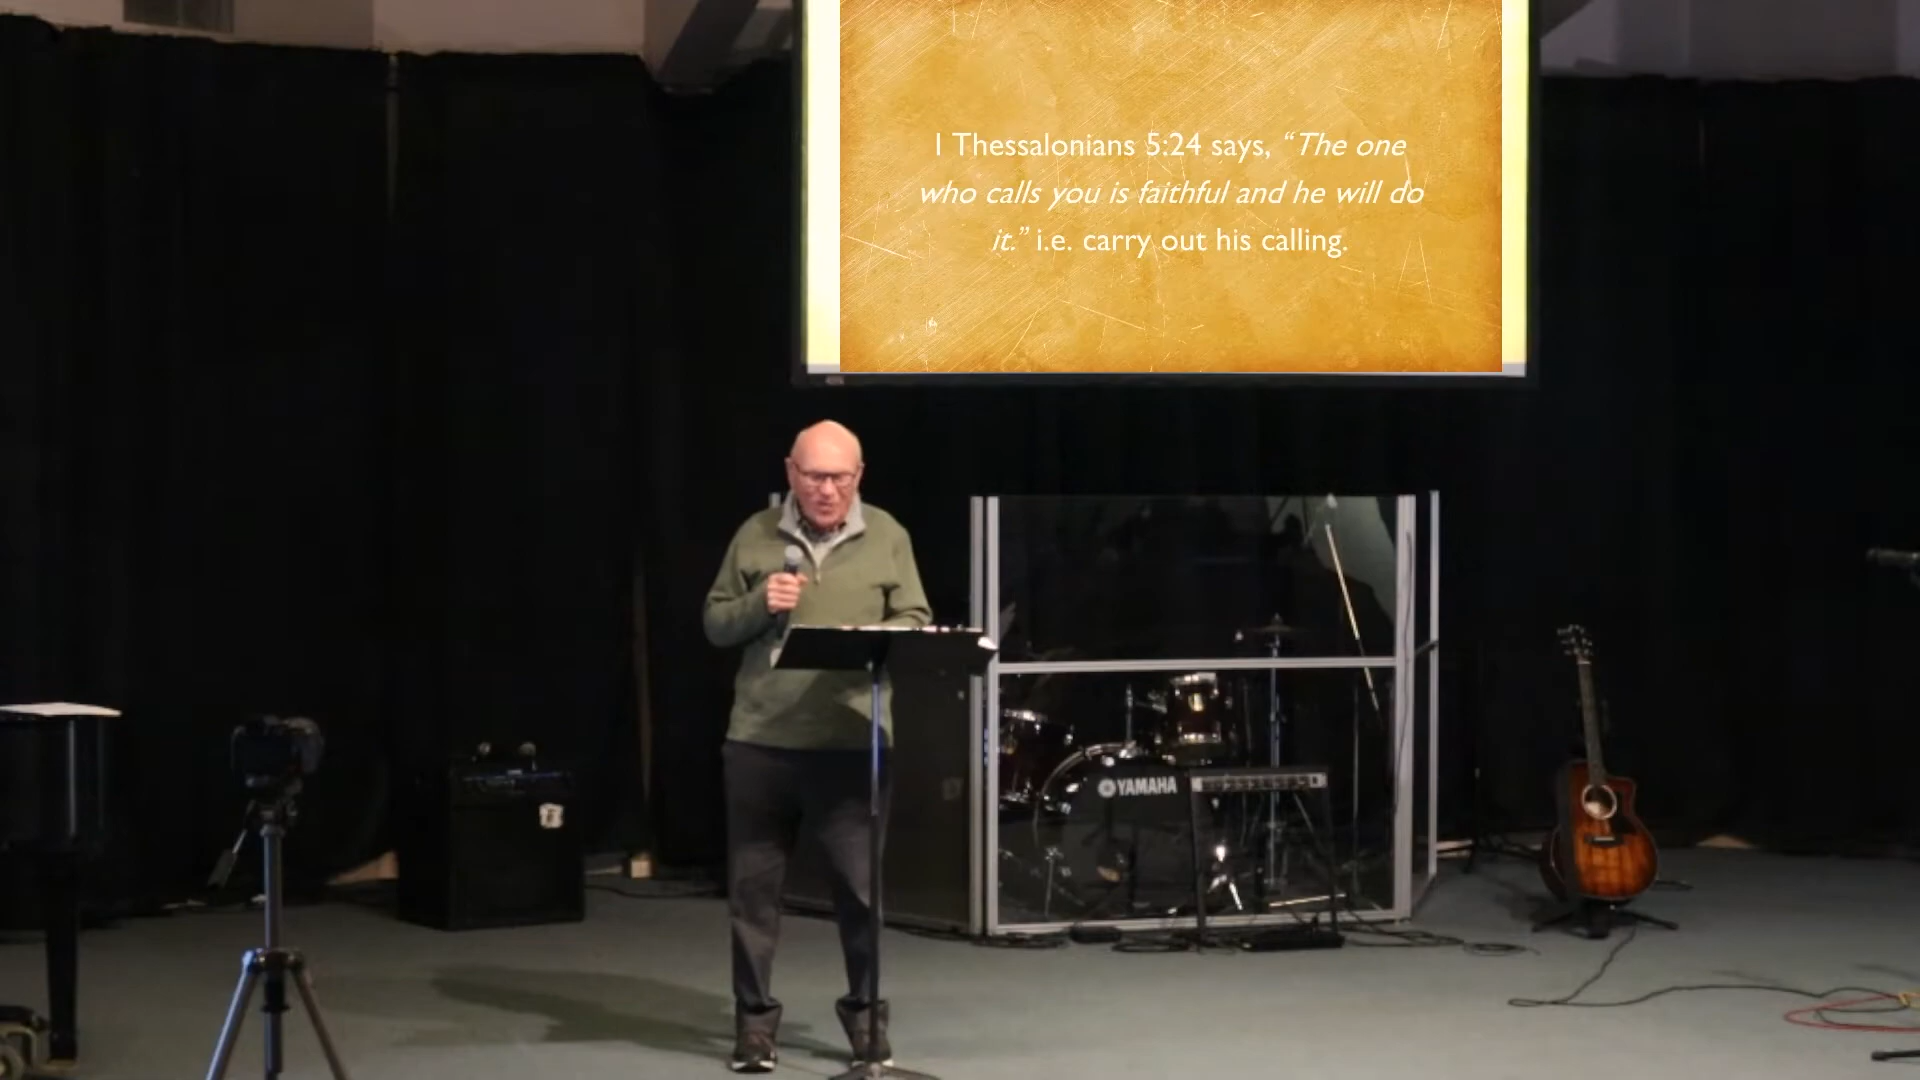 1 Thessalonians 5:24 says, “The one
who calls you is faithful and he will do
it.” i.e. carry out his calling.
YAMAHA